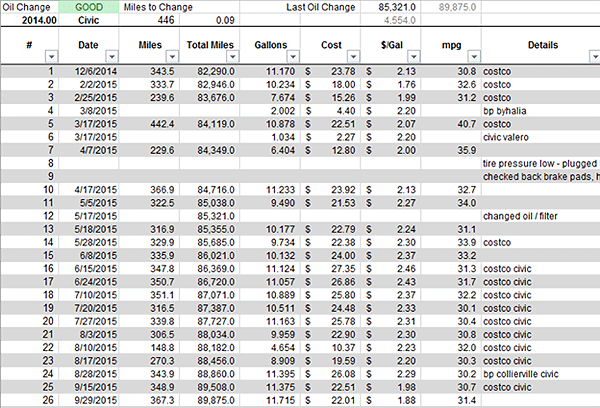 Oil Change GOOD Miles to Change Last Oil Change 85,321.0 89,875.0
2014.00 Civic 446 0.09 4,554.0
# Date Miles Total Miles Gallons Cost $/Gal mpg Details
1 12/6/2014 343.5 82,290.0 11.170 $ 23.78 $ 2.13 30.8 costco
2 2/2/2015 333.7 82,946.0 10.234 $ 18.00 $ 1.76 32.6 costco
3 2/25/2015 239.6 83,676.0 7.674 $ 15.26 $ 1.99 31.2 costco
4 3/8/2015 2.002 $ 4.40 $ 2.20 bp byhalia
5 3/17/2015 442.4 84,119.0 10.878 $ 22.51 $ 2.07 40.7 costco
6 3/17/2015 1.034 $ 2.27 $ 2.20 civic valero
7 4/7/2015 229.6 84,349.0 6.404 $ 12.80 $ 2.00 35.9
8 tire pressure low - plugged
9 checked back brake pads, h
10 4/17/2015 366.9 84,716.0 11.233 $ 23.92 $ 2.13 32.7
11 5/5/2015 322.5 85,038.0 9.490 $ 21.53 $ 2.27 34.0
12 5/17/2015 85,321.0 changed oil / filter
13 5/18/2015 316.9 85,355.0 10.177 $ 22.79 $ 2.24 31.1
14 5/28/2015 329.9 85,685.0 9.734 $ 22.38 $ 2.30 33.9 costco
15 6/8/2015 335.9 86,021.0 10.132 $ 24.00 $ 2.37 33.2
16 6/15/2015 347.8 86,369.0 11.124 $ 27.35 $ 2.46 31.3 costco civic
17 6/24/2015 350.7 86,720.0 11.057 $ 26.86 $ 2.43 31.7 costco civic
18 7/10/2015 351.1 87,071.0 10.889 $ 25.80 $ 2.37 32.2 costco civic
19 7/20/2015 316.5 87,387.0 10.511 $ 24.48 $ 2.33 30.1 costco civic
20 7/27/2015 339.8 87,727.0 11.163 $ 25.78 $ 2.31 30.4 costco civic
21 8/3/2015 306.5 88,034.0 9.959 $ 22.90 $ 2.30 30.8 costco civic
22 8/10/2015 148.8 88,182.0 4.654 $ 10.37 $ 2.23 32.0 costco civic
23 8/17/2015 270.3 88,456.0 8.909 $ 19.59 $ 2.20 30.3 costco civic
24 8/28/2015 343.9 88,860.0 11.395 $ 26.08 $ 2.29 30.2 bp collierville civic
25 9/15/2015 348.9 89,508.0 11.375 $ 22.51 $ 1.98 30.7 costco civic
26 9/29/2015 367.3 89,875.0 11.715 $ 22.01 $ 1.88 31.4